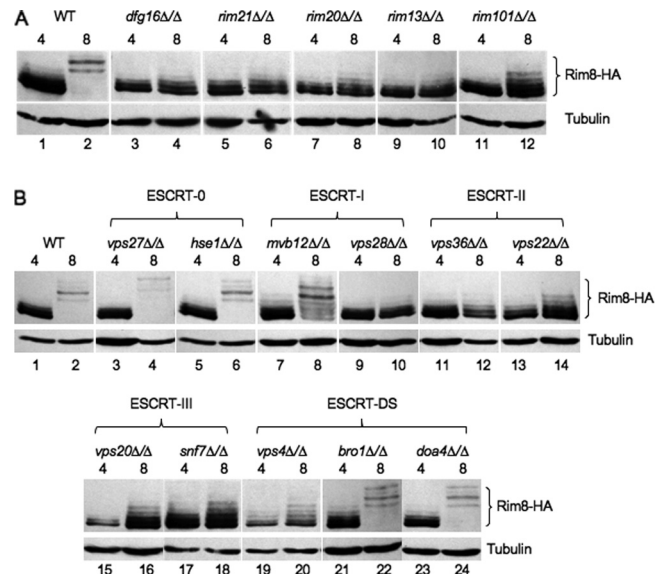 A
WT dfg16Δ/Δ rim21Δ/Δ rim20Δ/Δ rim13Δ/Δ rim101Δ/Δ
4 8 4 8 4 8 4 8 4 8 4 8
Rim8-HA
Tubulin
1 2 3 4 5 6 7 8 9 10 11 12
B
ESCRT-0 ESCRT-I ESCRT-II
WT vps27Δ/Δ hse1Δ/Δ mvb12Δ/Δ vps28Δ/Δ vps36Δ/Δ vps22Δ/Δ
4 8 4 8 4 8 4 8 4 8 4 8 4 8
Rim8-HA
Tubulin
1 2 3 4 5 6 7 8 9 10 11 12 13 14
ESCRT-III ESCRT-DS
vps20Δ/Δ snf7Δ/Δ vps4Δ/Δ bro1Δ/Δ doa4Δ/Δ
4 8 4 8 4 8 4 8 4 8
Rim8-HA
Tubulin
15 16 17 18 19 20 21 22 23 24